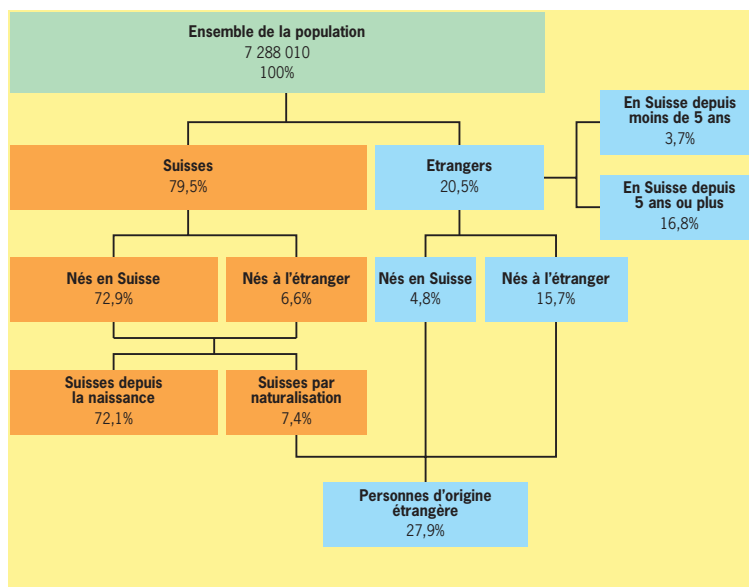 Ensemble de la population
7 288 010
100%
En Suisse depuis
moins de 5 ans
3,7%
Suisses
79,5%
Etrangers
20,5%
En Suisse depuis
5 ans ou plus
16,8%
Nés en Suisse
72,9%
Nés à l'étranger
6,6%
Nés en Suisse
4,8%
Nés à l'étranger
15,7%
Suisses depuis
la naissance
72,1%
Suisses par
naturalisation
7,4%
Personnes d'origine
étrangère
27,9%